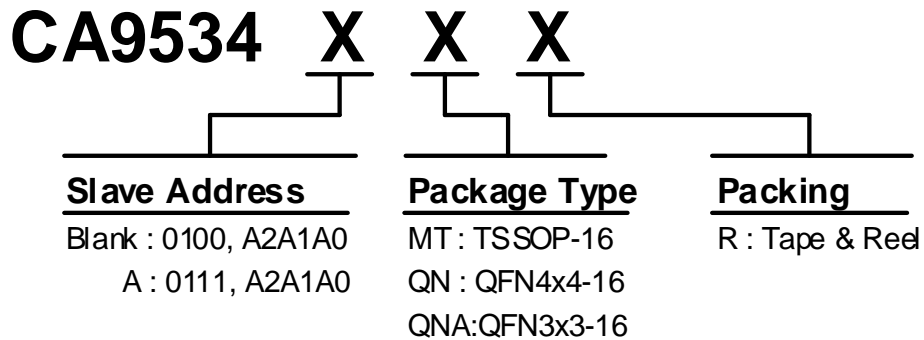 CA9534 X X X
Slave Address
Blank : 0100, A2A1A0
A : 0111, A2A1A0
Package Type
MT : TSSOP-16
QN : QFN4x4-16
QNA:QFN3x3-16
Packing
R : Tape & Reel